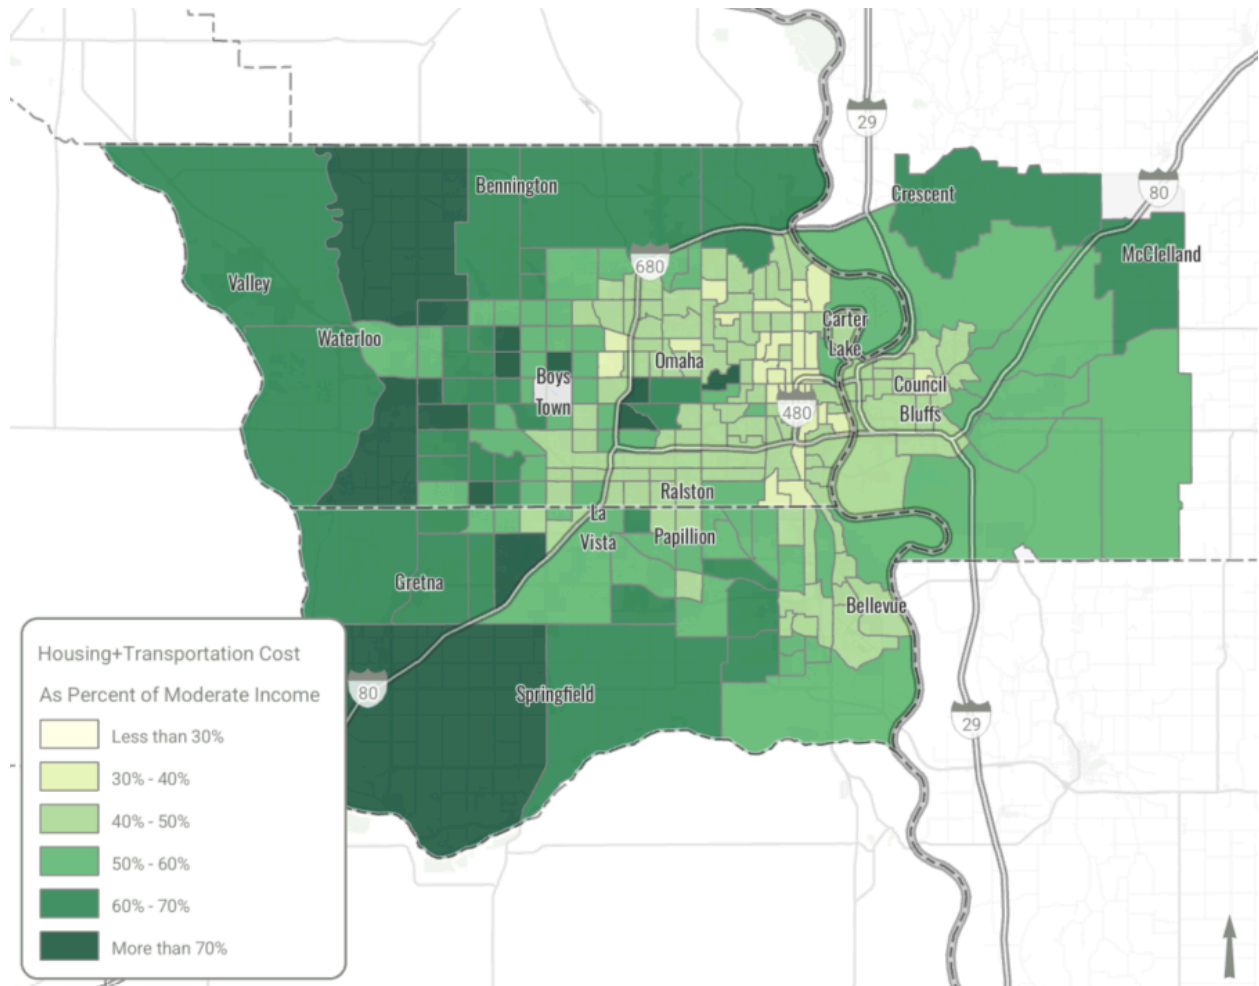 29
80
Bennington
Crescent
McClelland
680
Valley
Waterloo
Carter
Lake
Omaha
Boys
Town
Council
Bluffs
480
Ralston
La
Vista
Papillion
Gretna
Bellevue
Springfield
80
29
Housing+Transportation Cost
As Percent of Moderate Income
Less than 30%
30% - 40%
40% - 50%
50% - 60%
60% - 70%
More than 70%